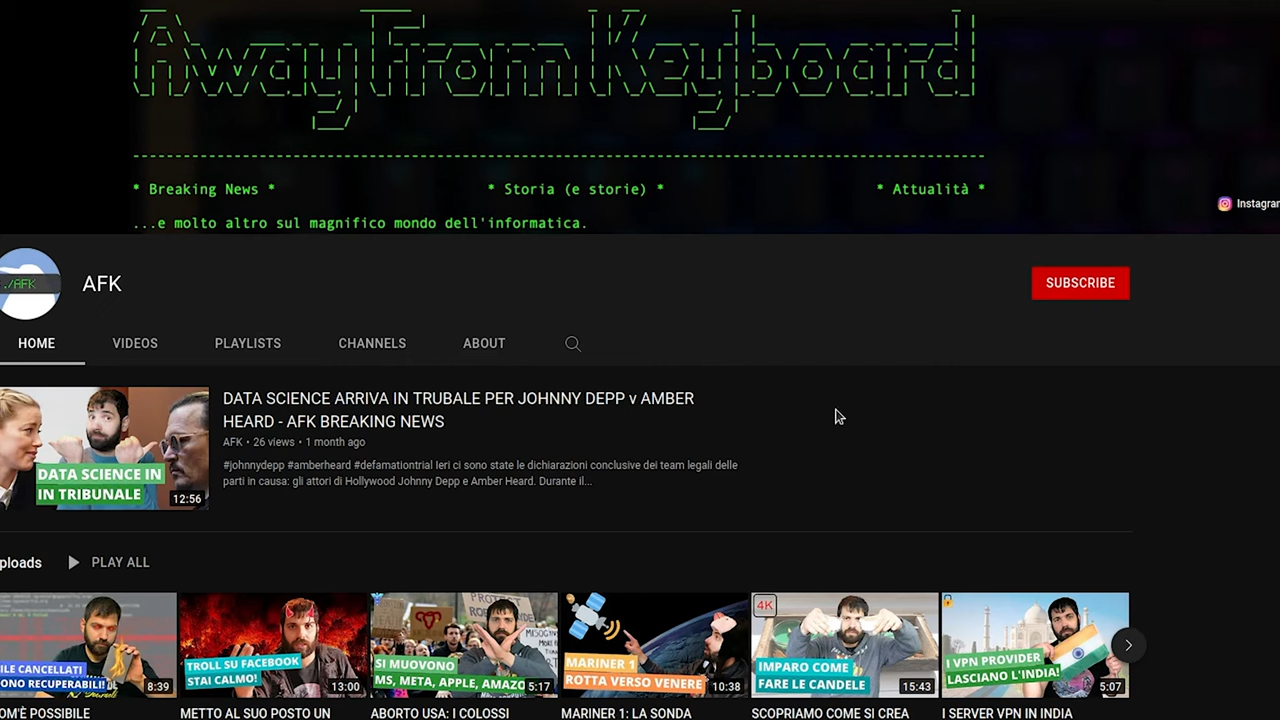 Away From Keyboard
* Breaking News *
* Storia (e storie) *
* Attualità *
...e molto altro sul magnifico mondo dell'informatica.
Instagram
./AFK
AFK
SUBSCRIBE
HOME
VIDEOS
PLAYLISTS
CHANNELS
ABOUT
DATA SCIENCE IN
IN TRIBUNALE
12:56
DATA SCIENCE ARRIVA IN TRUBALE PER JOHNNY DEPP v AMBER
HEARD - AFK BREAKING NEWS
AFK • 26 views • 1 month ago
#johnnydepp #amberheard #defamationtrial Ieri ci sono state le dichiarazioni conclusive dei team legali delle
parti in causa: gli attori di Hollywood Johnny Depp e Amber Heard. Durante il...
ploads
PLAY ALL
ILE CANCELLATI
ONO RECUPERABILI!
8:39
TROLL SU FACEBOOK
STAI CALMO!
13:00
SI MUOVONO
MS, META, APPLE, AMAZO
5:17
MARINER 1
ROTTA VERSO VENERE
10:38
4K
IMPARO COME
FARE LE CANDELE
15:43
I VPN PROVIDER
LASCIANO L'INDIA!
5:07
OM'È POSSIBILE
METTO AL SUO POSTO UN
ABORTO USA: I COLOSSI
MARINER 1: LA SONDA
SCOPRIAMO COME SI CREA
I SERVER VPN IN INDIA